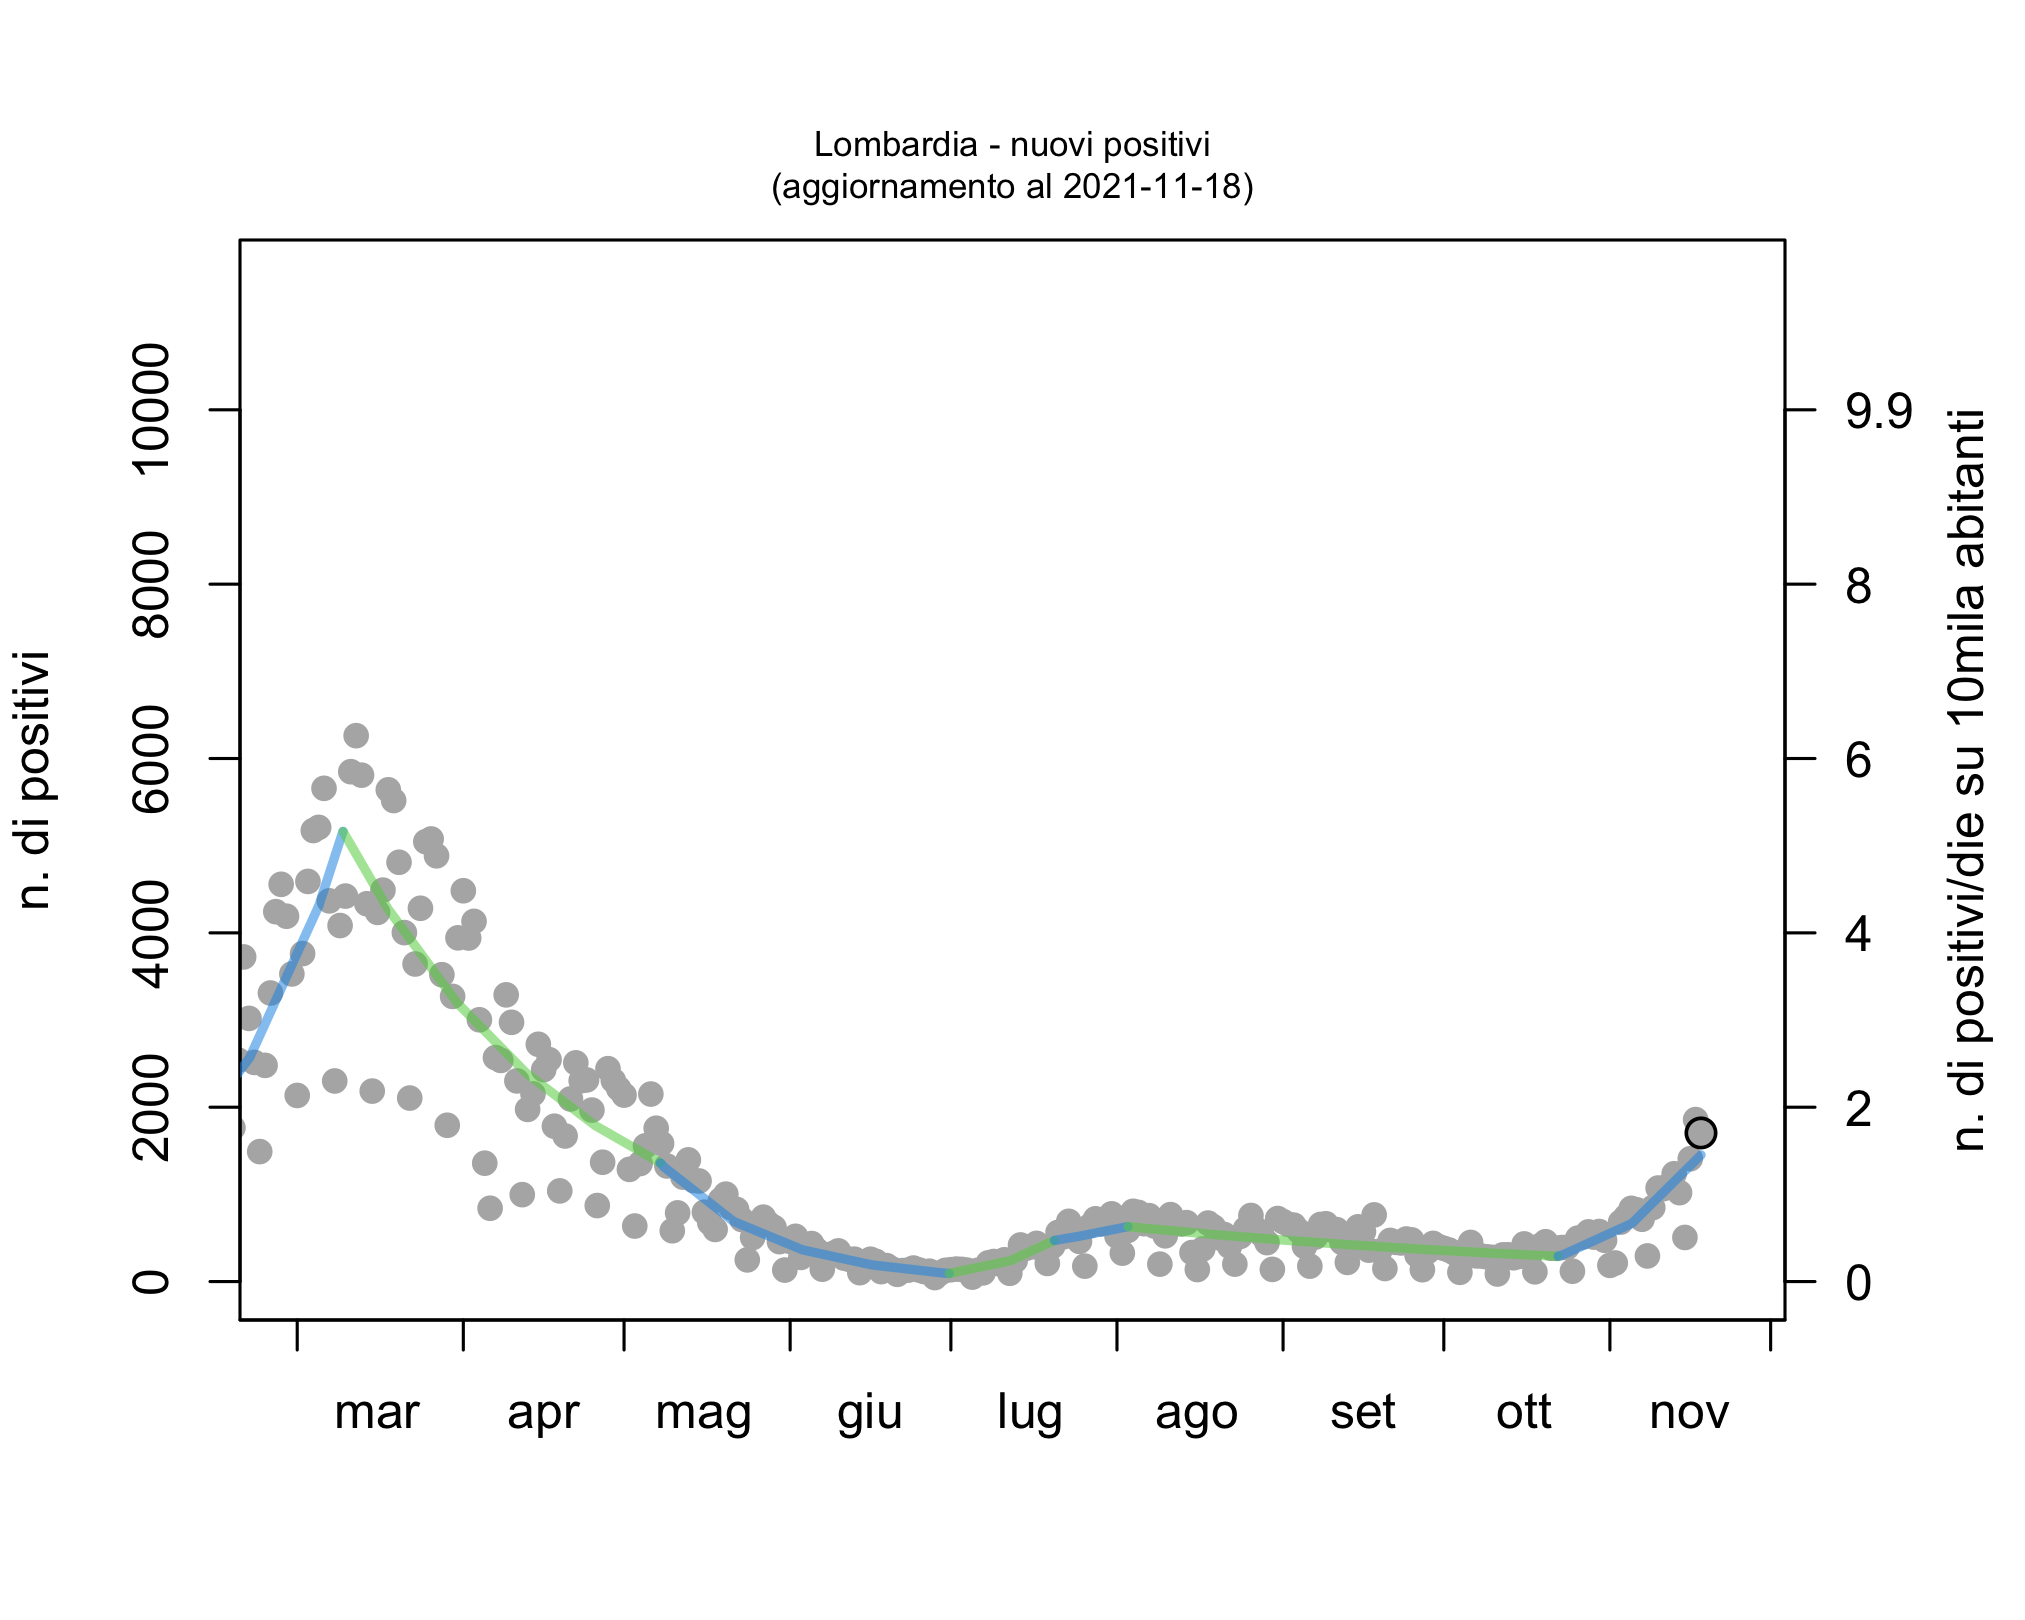 Lombardia - nuovi positivi
(aggiornamento al 2021-11-18)
n. di positivi
10000
8000
6000
4000
2000
0
9.9
8
6
4
2
0
n. di positivi/die su 10mila abitanti
mar apr mag giu lug ago set ott nov